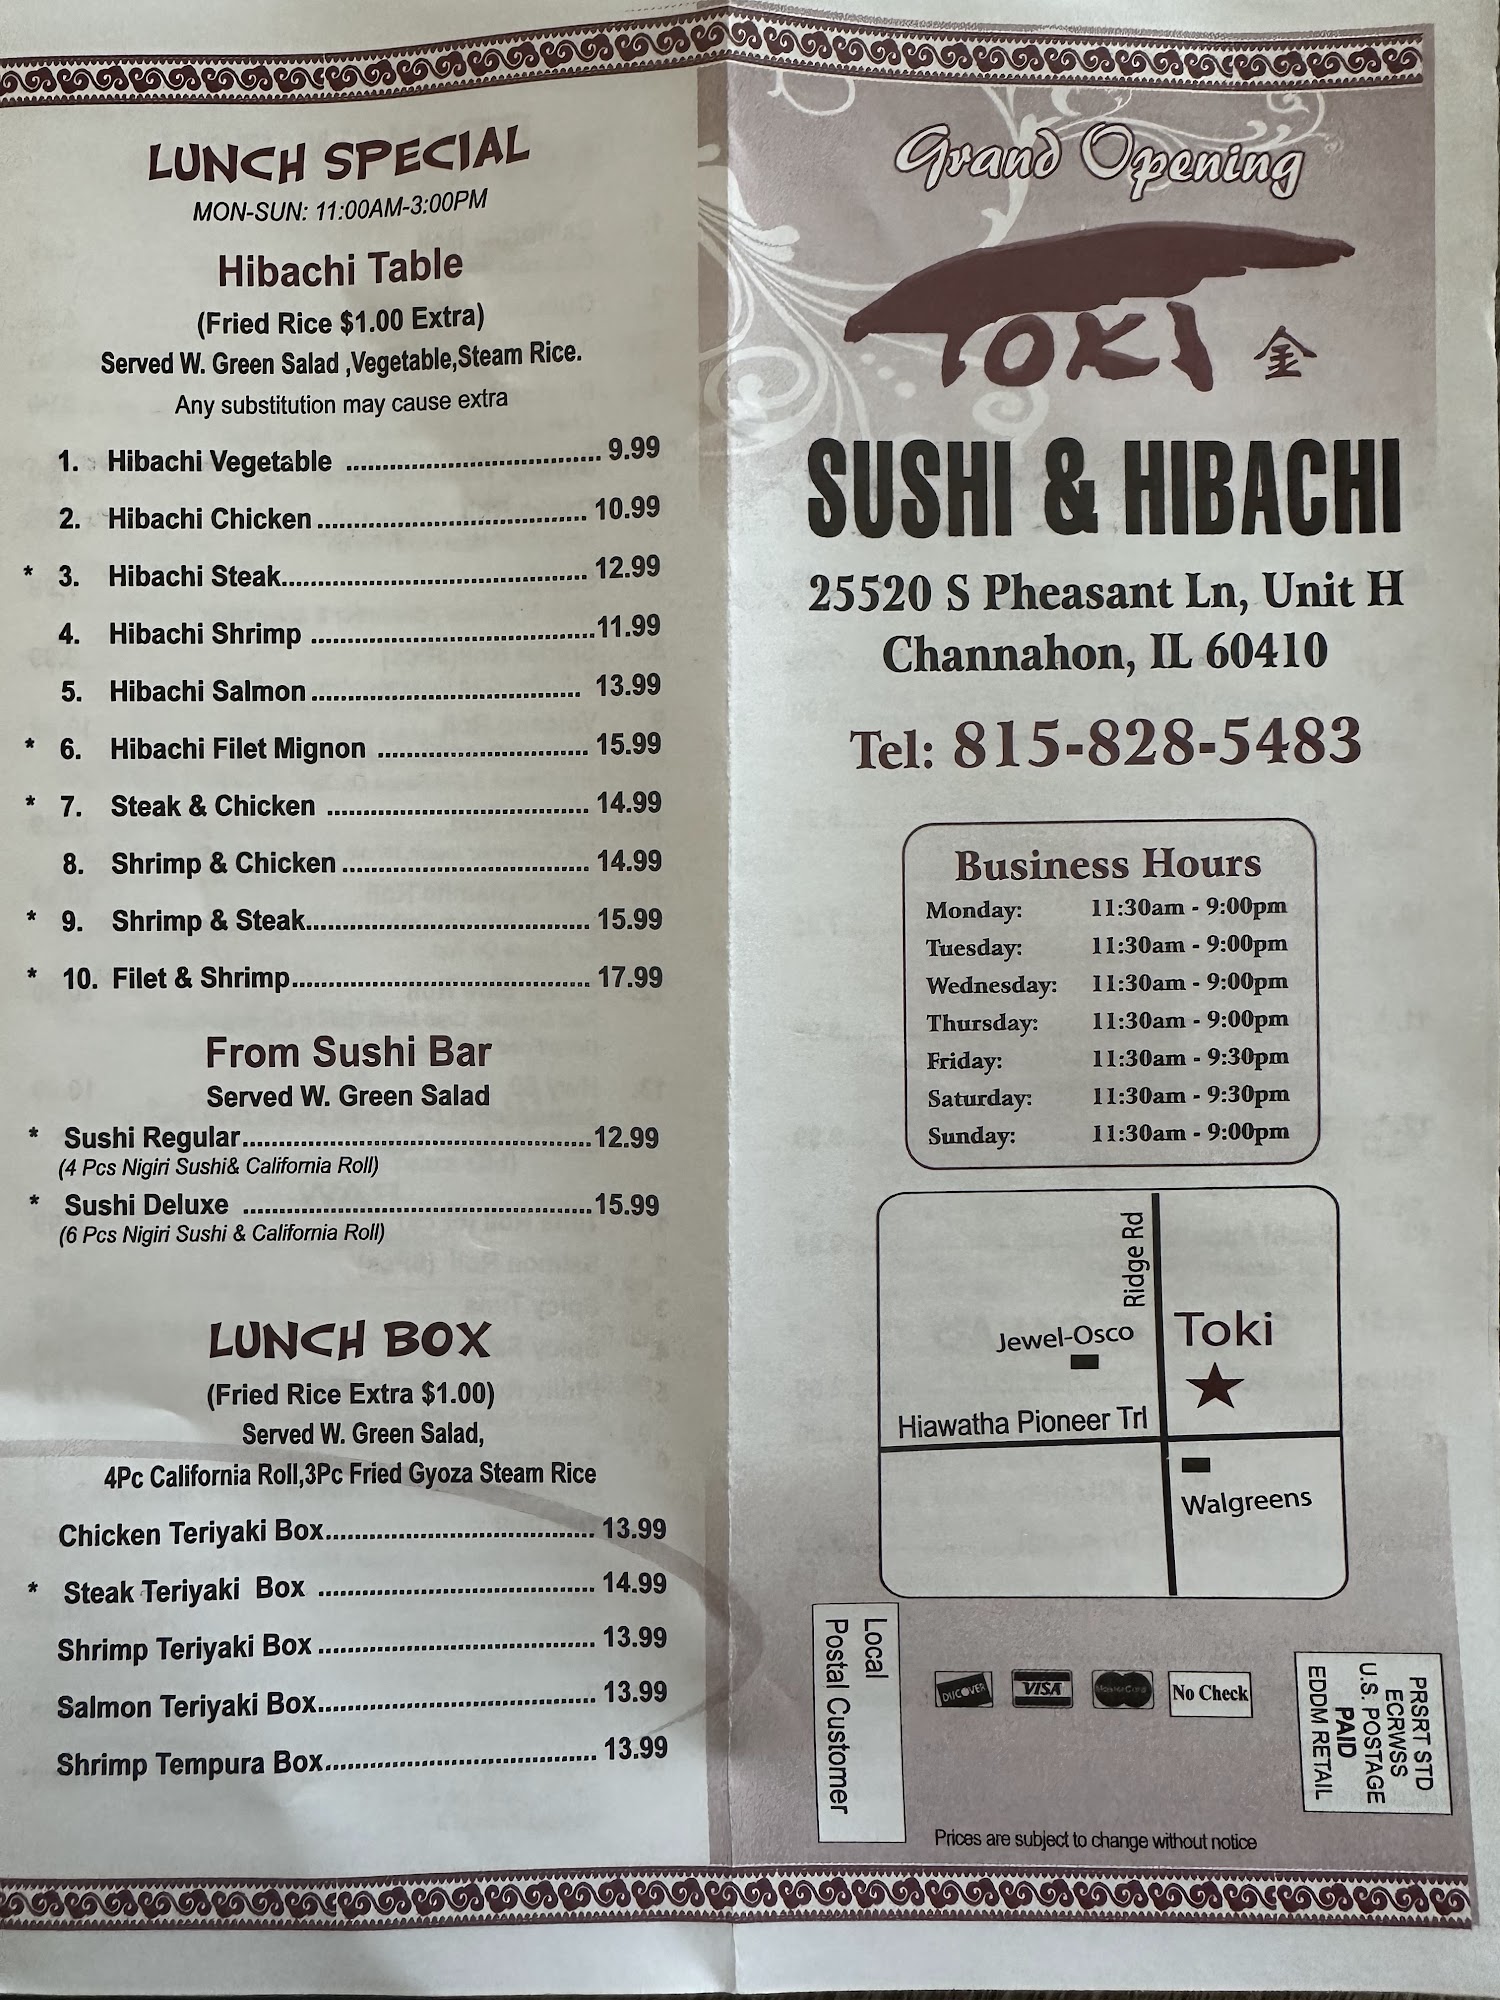 LUNCH SPECIAL
MON-SUN: 11:00AM-3:00PM
Hibachi Table
(Fried Rice $1.00 Extra)
Served W. Green Salad ,Vegetable,Steam Rice.
Any substitution may cause extra
1. Hibachi Vegetable 9.99
2. Hibachi Chicken 10.99
* 3. Hibachi Steak 12.99
4. Hibachi Shrimp 11.99
5. Hibachi Salmon 13.99
* 6. Hibachi Filet Mignon 15.99
* 7. Steak & Chicken 14.99
8. Shrimp & Chicken 14.99
* 9. Shrimp & Steak 15.99
* 10. Filet & Shrimp 17.99
From Sushi Bar
Served W. Green Salad
* Sushi Regular 12.99
(4 Pcs Nigiri Sushi& California Roll)
* Sushi Deluxe 15.99
(6 Pcs Nigiri Sushi & California Roll)
LUNCH BOX
(Fried Rice Extra $1.00)
Served W. Green Salad,
4Pc California Roll,3Pc Fried Gyoza Steam Rice
Chicken Teriyaki Box 13.99
* Steak Teriyaki Box 14.99
Shrimp Teriyaki Box 13.99
Salmon Teriyaki Box 13.99
Shrimp Tempura Box 13.99
Grand Opening
TOKI 金
SUSHI & HIBACHI
25520 S Pheasant Ln, Unit H
Channahon, IL 60410
Tel: 815-828-5483
Business Hours
Monday: 11:30am - 9:00pm
Tuesday: 11:30am - 9:00pm
Wednesday: 11:30am - 9:00pm
Thursday: 11:30am - 9:00pm
Friday: 11:30am - 9:30pm
Saturday: 11:30am - 9:30pm
Sunday: 11:30am - 9:00pm
Ridge Rd
Jewel-Osco
Toki
Hiawatha Pioneer Trl
Walgreens
Local
Postal Customer
DISCOVER
VISA
MasterCard
No Check
PRSRT STD
ECRWSS
U.S. POSTAGE
PAID
EDDM RETAIL
Prices are subject to change without notice